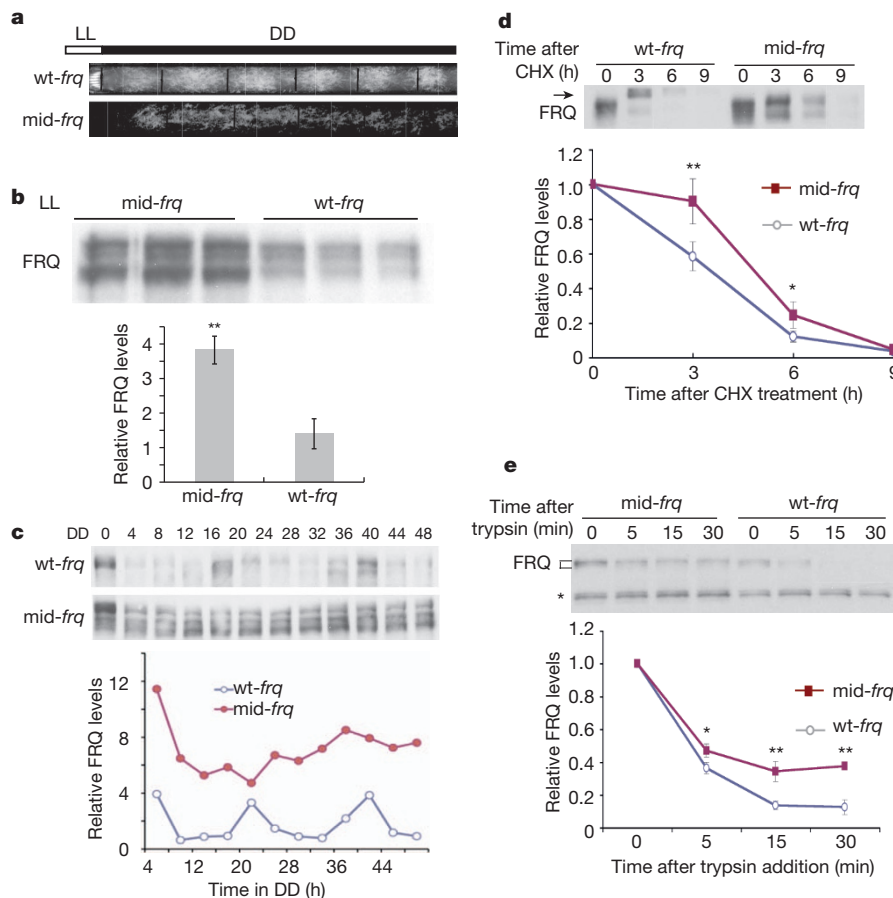 a
LL DD
wt-frq
mid-frq
b
LL mid-frq wt-frq
FRQ
Relative FRQ levels
4
3
2
1
0
**
mid-frq wt-frq
c
DD 0 4 8 12 16 20 24 28 32 36 40 44 48
wt-frq
mid-frq
Relative FRQ levels
12
8
4
0
wt-frq
mid-frq
4 12 20 28 36 44
Time in DD (h)
d
Time after CHX (h)
wt-frq mid-frq
0 3 6 9 0 3 6 9
FRQ
Relative FRQ levels
1.2
1.0
0.8
0.6
0.4
0.2
0
**
*
mid-frq
wt-frq
0 3 6 9
Time after CHX treatment (h)
e
Time after trypsin (min)
mid-frq wt-frq
0 5 15 30 0 5 15 30
FRQ
*
Relative FRQ levels
1.0
0.8
0.6
0.4
0.2
0
* ** **
mid-frq
wt-frq
0 5 15 30
Time after trypsin addition (min)